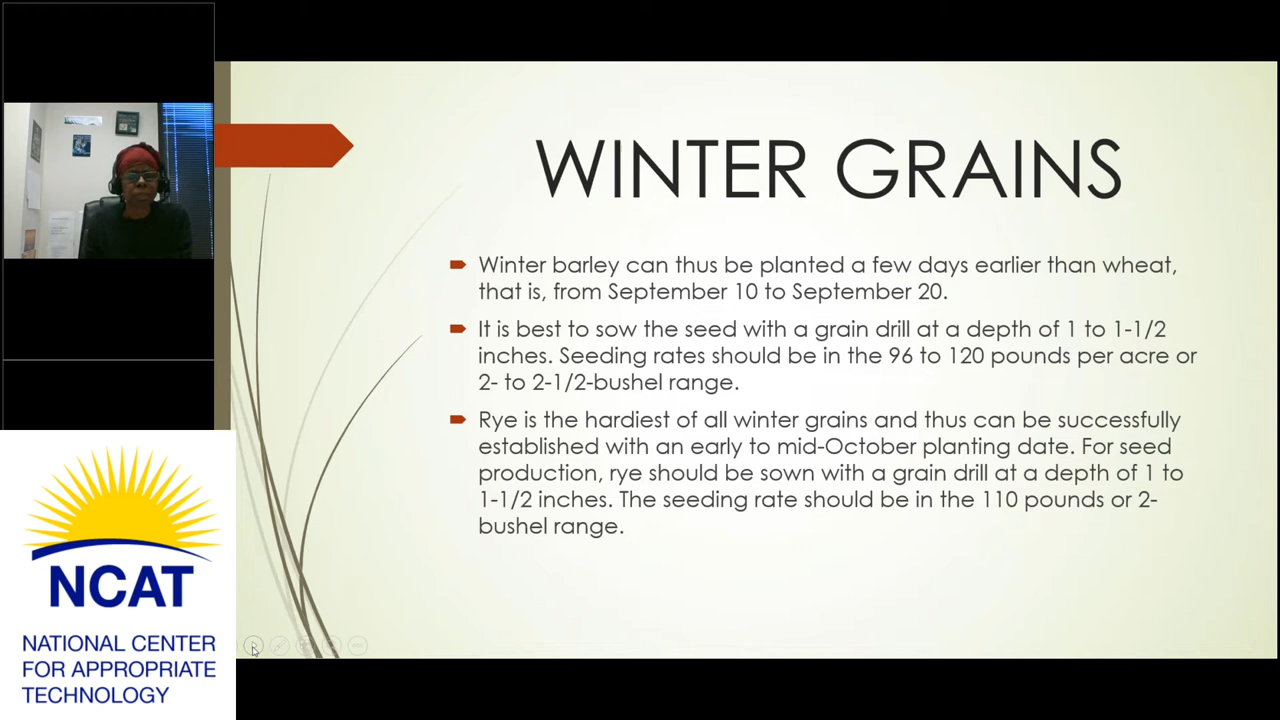 WINTER GRAINS
Winter barley can thus be planted a few days earlier than wheat,
that is, from September 10 to September 20.
It is best to sow the seed with a grain drill at a depth of 1 to 1-1/2
inches. Seeding rates should be in the 96 to 120 pounds per acre or
2- to 2-1/2-bushel range.
Rye is the hardiest of all winter grains and thus can be successfully
established with an early to mid-October planting date. For seed
production, rye should be sown with a grain drill at a depth of 1 to
1-1/2 inches. The seeding rate should be in the 110 pounds or 2-
bushel range.
NCAT
NATIONAL CENTER
FOR APPROPRIATE
TECHNOLOGY